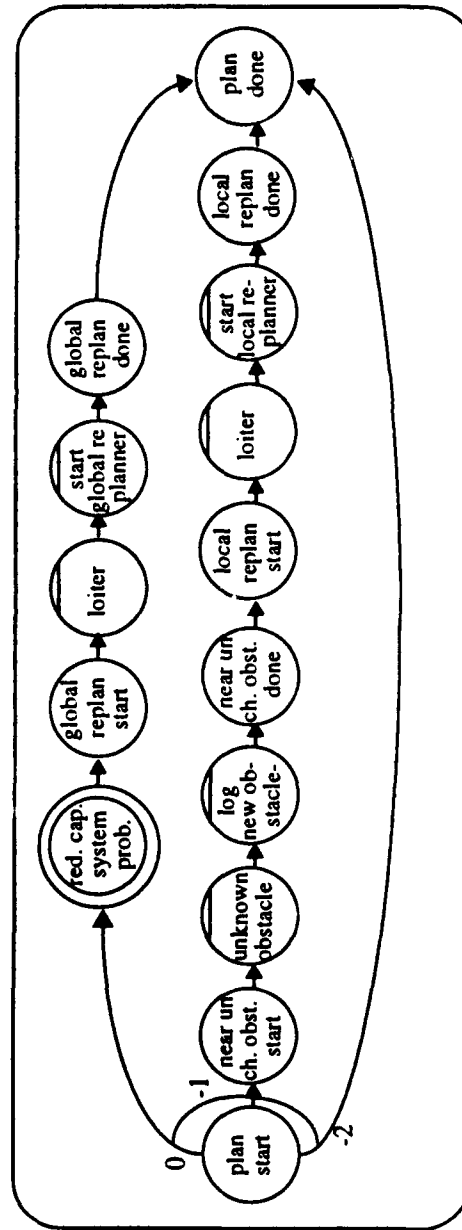 plan
start
0
-1
-2
red. cap.
system
prob.
global
replan
start
loiter
start
global re
planner
global
replan
done
near un
ch. obst.
start
unknown
obstacle
log
new ob-
stacle-
near un
ch. obst.
done
local
replan
start
loiter
start
local re-
planner
local
replan
done
plan
done